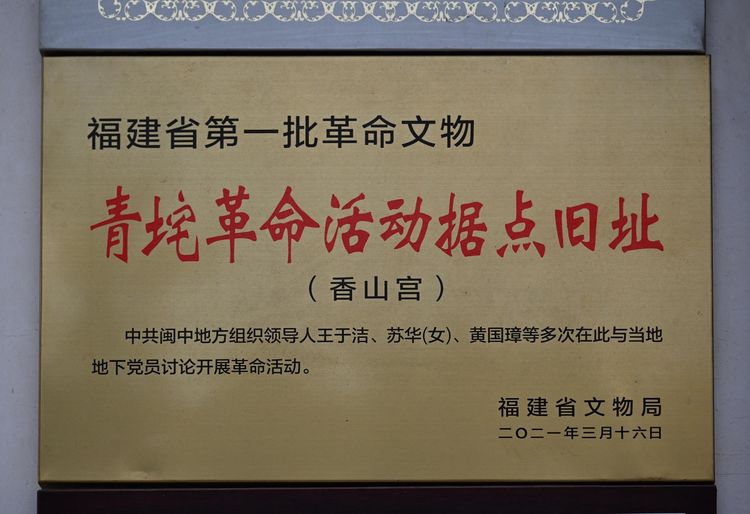 福建省第一批革命文物
青垞革命活动据点旧址
（香山宫）
中共闽中地方组织领导人王于洁、苏华(女)、黄国璋等多次在此与当地
地下党员讨论开展革命活动。
福建省文物局
二〇二一年三月十六日